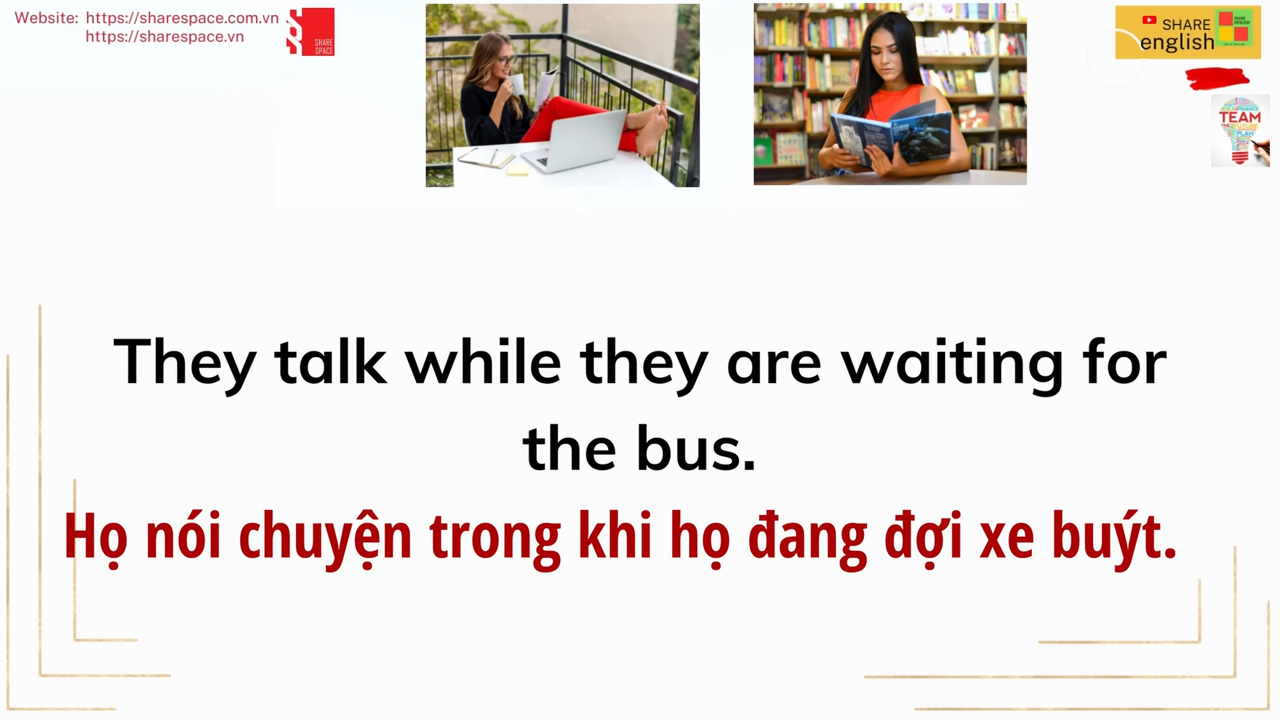 Website: https://sharespace.com.vn
https://sharespace.vn
SHARE
SPACE
SHARE
english
TEAM
PLAN
They talk while they are waiting for
the bus.
Họ nói chuyện trong khi họ đang đợi xe buýt.